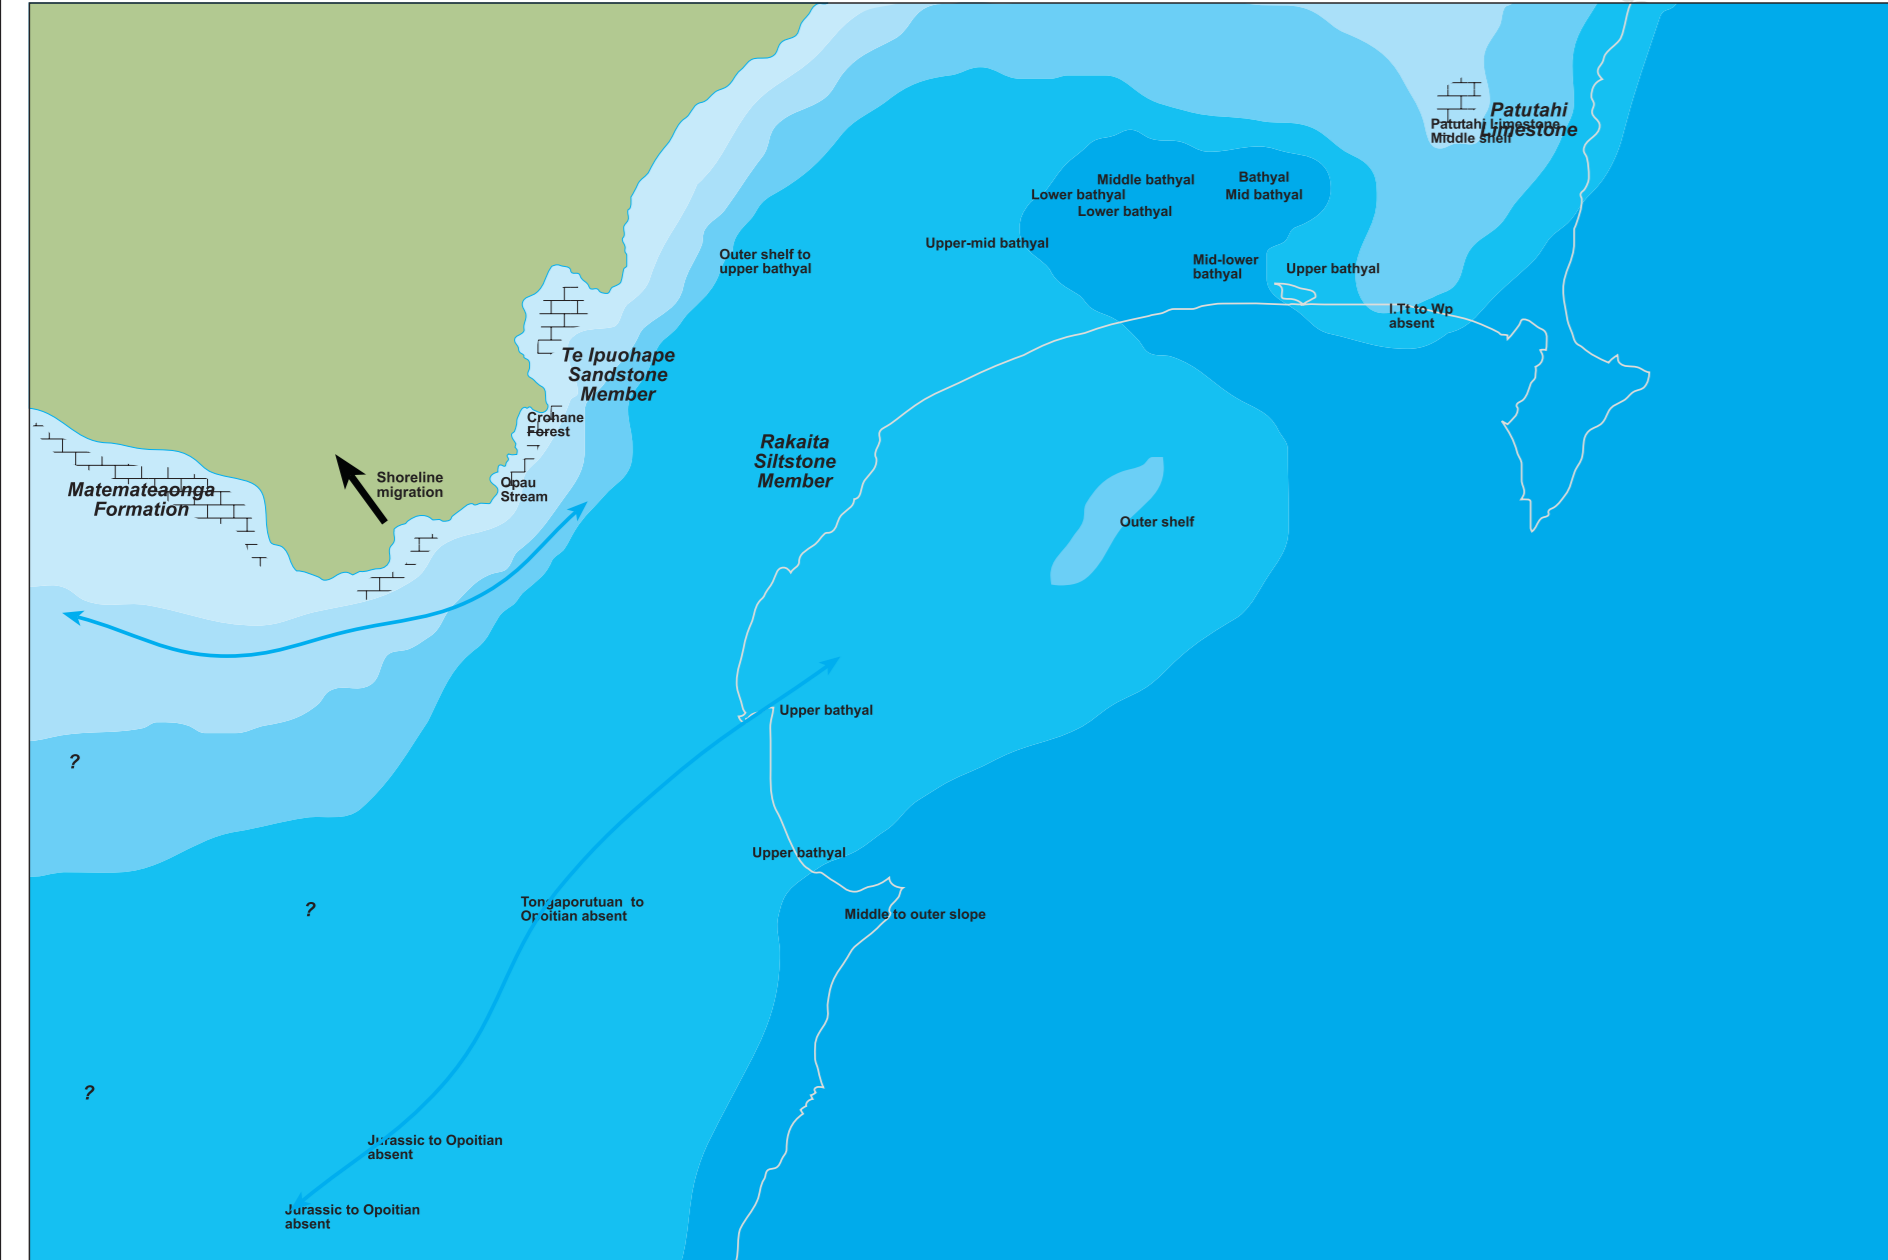 Patutahi
Limestone
Patutahi Limestone
Middle shelf
Middle bathyal
Bathyal
Lower bathyal
Mid bathyal
Lower bathyal
Upper-mid bathyal
Outer shelf to
upper bathyal
Mid-lower
bathyal
Upper bathyal
I.Tt to Wp
absent
Te Ipuohape
Sandstone
Member
Crohane
Forest
Rakaita
Siltstone
Member
Shoreline
migration
Opau
Stream
Matemateaonga
Formation
Outer shelf
Upper bathyal
?
Upper bathyal
Tongaporutuan to
Opoitian absent
?
Middle to outer slope
?
Jurassic to Opoitian
absent
Jurassic to Opoitian
absent